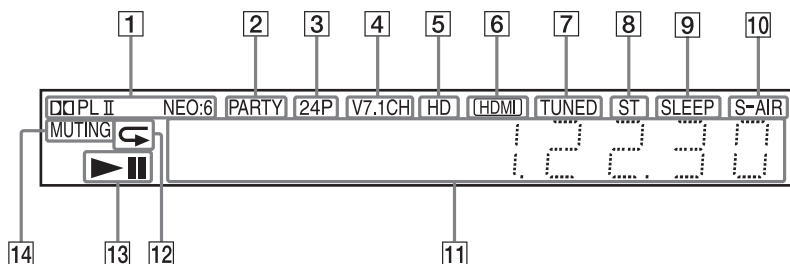 1 2 3 4 5 6 7 8 9 10
DD PL II NEO:6 PARTY 24P V7.1CH HD HDMI TUNED ST SLEEP S-AIR
MUTING
1.22.30
14 13 12 11